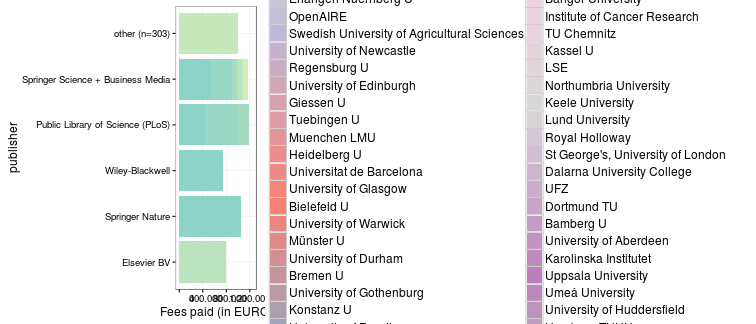 publisher
other (n=303)
Springer Science + Business Media
Public Library of Science (PLoS)
Wiley-Blackwell
Springer Nature
Elsevier BV
Fees paid (in EURO
OpenAIRE
Swedish University of Agricultural Sciences
University of Newcastle
Regensburg U
University of Edinburgh
Giessen U
Tuebingen U
Muenchen LMU
Heidelberg U
Universitat de Barcelona
University of Glasgow
Bielefeld U
University of Warwick
Münster U
University of Durham
Bremen U
University of Gothenburg
Konstanz U
Bangor University
Institute of Cancer Research
TU Chemnitz
Kassel U
LSE
Northumbria University
Keele University
Lund University
Royal Holloway
St George's, University of London
Dalarna University College
UFZ
Dortmund TU
Bamberg U
University of Aberdeen
Karolinska Institutet
Uppsala University
Umeå University
University of Huddersfield